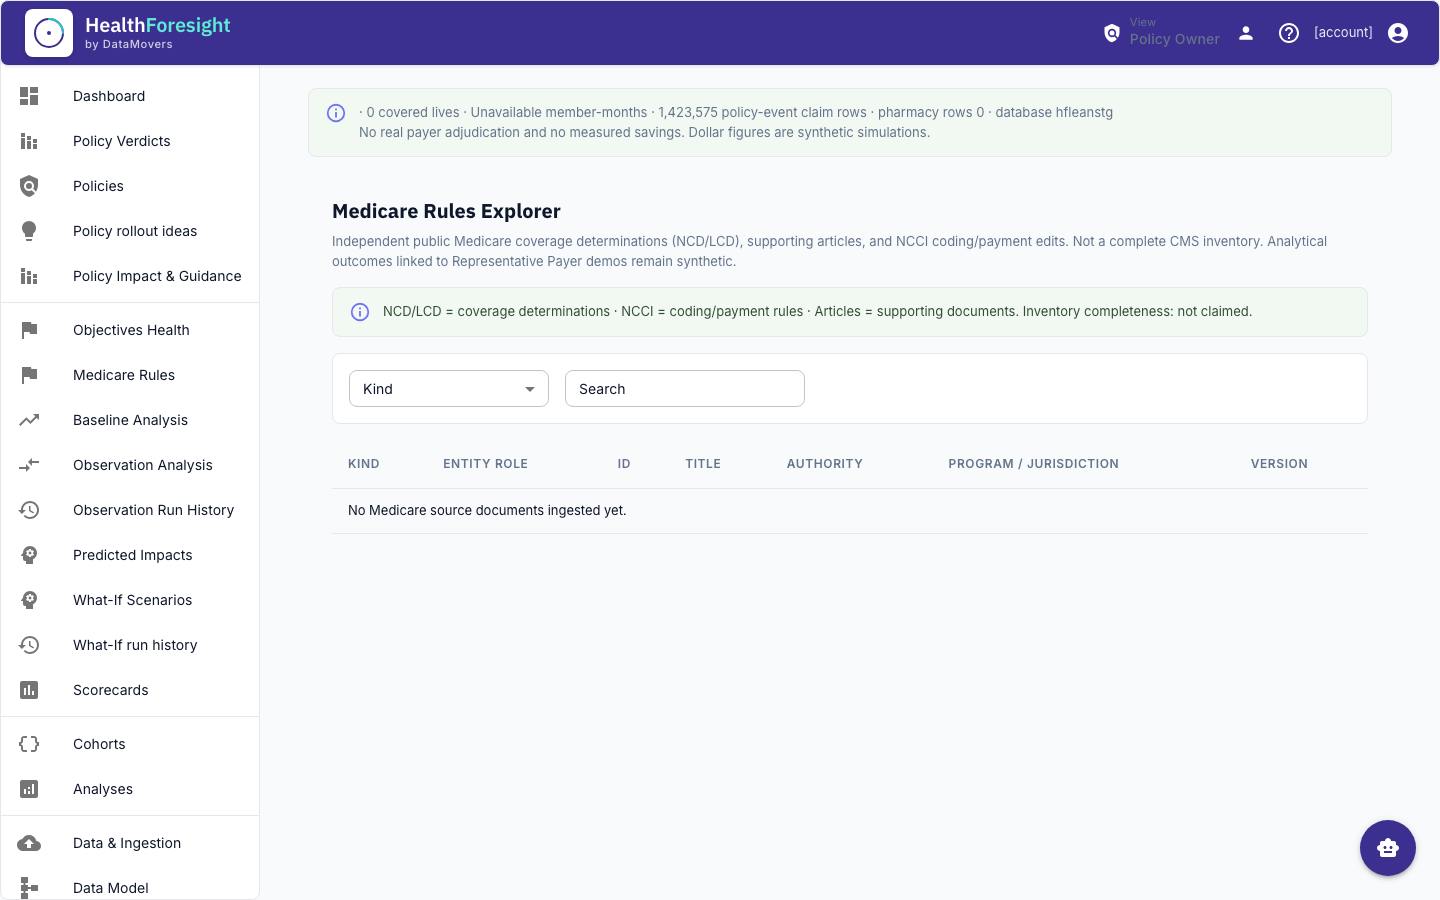 HealthForesight
by DataMovers
View
Policy Owner
[account]
Dashboard
Policy Verdicts
Policies
Policy rollout ideas
Policy Impact & Guidance
Objectives Health
Medicare Rules
Baseline Analysis
Observation Analysis
Observation Run History
Predicted Impacts
What-If Scenarios
What-If run history
Scorecards
Cohorts
Analyses
Data & Ingestion
Data Model
· 0 covered lives · Unavailable member-months · 1,423,575 policy-event claim rows · pharmacy rows 0 · database hfleanstg
No real payer adjudication and no measured savings. Dollar figures are synthetic simulations.
Medicare Rules Explorer
Independent public Medicare coverage determinations (NCD/LCD), supporting articles, and NCCI coding/payment edits. Not a complete CMS inventory. Analytical
outcomes linked to Representative Payer demos remain synthetic.
NCD/LCD = coverage determinations · NCCI = coding/payment rules · Articles = supporting documents. Inventory completeness: not claimed.
Kind
Search
KIND ENTITY ROLE ID TITLE AUTHORITY PROGRAM / JURISDICTION VERSION
No Medicare source documents ingested yet.